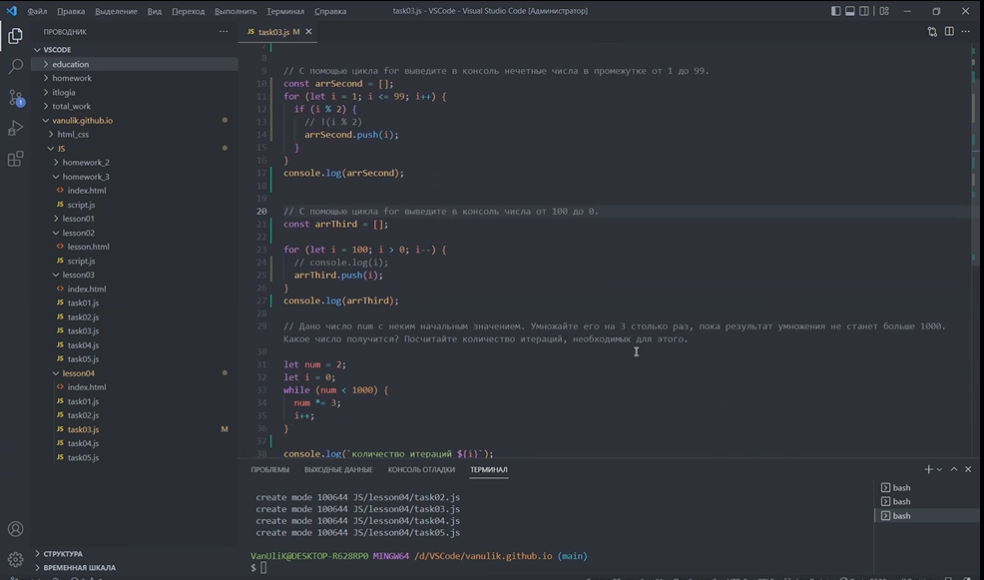 Файл Правка Выделение Вид Переход Выполнить Терминал Справка
task03.js - VSCode - Visual Studio Code [Администратор]
ПРОВОДНИК
VSCODE
education
homework
itlogia
total_work
vanulik.github.io
html_css
JS
homework_2
homework_3
index.html
script.js
lesson01
lesson02
lesson.html
script.js
lesson03
index.html
task01.js
task02.js
task03.js
task04.js
task05.js
lesson04
index.html
task01.js
task02.js
task03.js M
task04.js
task05.js
СТРУКТУРА
ВРЕМЕННАЯ ШКАЛА
JS task03.js M
7
8
9 // С помощью цикла for выведите в консоль нечетные числа в промежутке от 1 до 99.
10 const arrSecond = [];
11 for (let i = 1; i <= 99; i++) {
12 if (i % 2) {
13 // !(i % 2)
14 arrSecond.push(i);
15 }
16 }
17 console.log(arrSecond);
18
19
20 // С помощью цикла for выведите в консоль числа от 100 до 0.
21 const arrThird = [];
22
23 for (let i = 100; i > 0; i--) {
24 // console.log(i);
25 arrThird.push(i);
26 }
27 console.log(arrThird);
28
29 // Дано число num с неким начальным значением. Умножайте его на 3 столько раз, пока результат умножения не станет больше 1000.
Какое число получится? Посчитайте количество итераций, необходимых для этого.
30
31 let num = 2;
32 let i = 0;
33 while (num < 1000) {
34 num *= 3;
35 i++;
36 }
37
38 console.log(`количество итераций ${i}`);
ПРОБЛЕМЫ ВЫХОДНЫЕ ДАННЫЕ КОНСОЛЬ ОТЛАДКИ ТЕРМИНАЛ
create mode 100644 JS/lesson04/task02.js
create mode 100644 JS/lesson04/task03.js
create mode 100644 JS/lesson04/task04.js
create mode 100644 JS/lesson04/task05.js
VanUliK@DESKTOP-R628RP0 MINGW64 /d/VSCode/vanulik.github.io (main)
$
bash
bash
bash